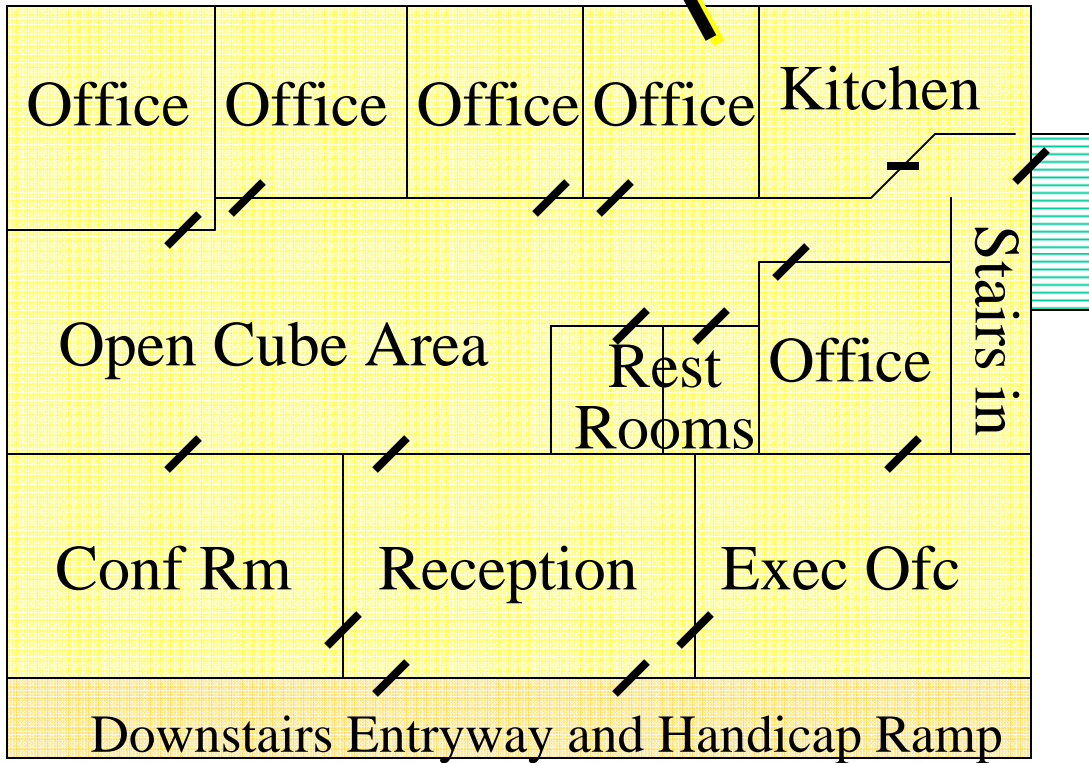 Office
Office
Office
Office
Kitchen
Stairs in
Open Cube Area
Rest
Rooms
Office
Conf Rm
Reception
Exec Ofc
Downstairs Entryway and Handicap Ramp